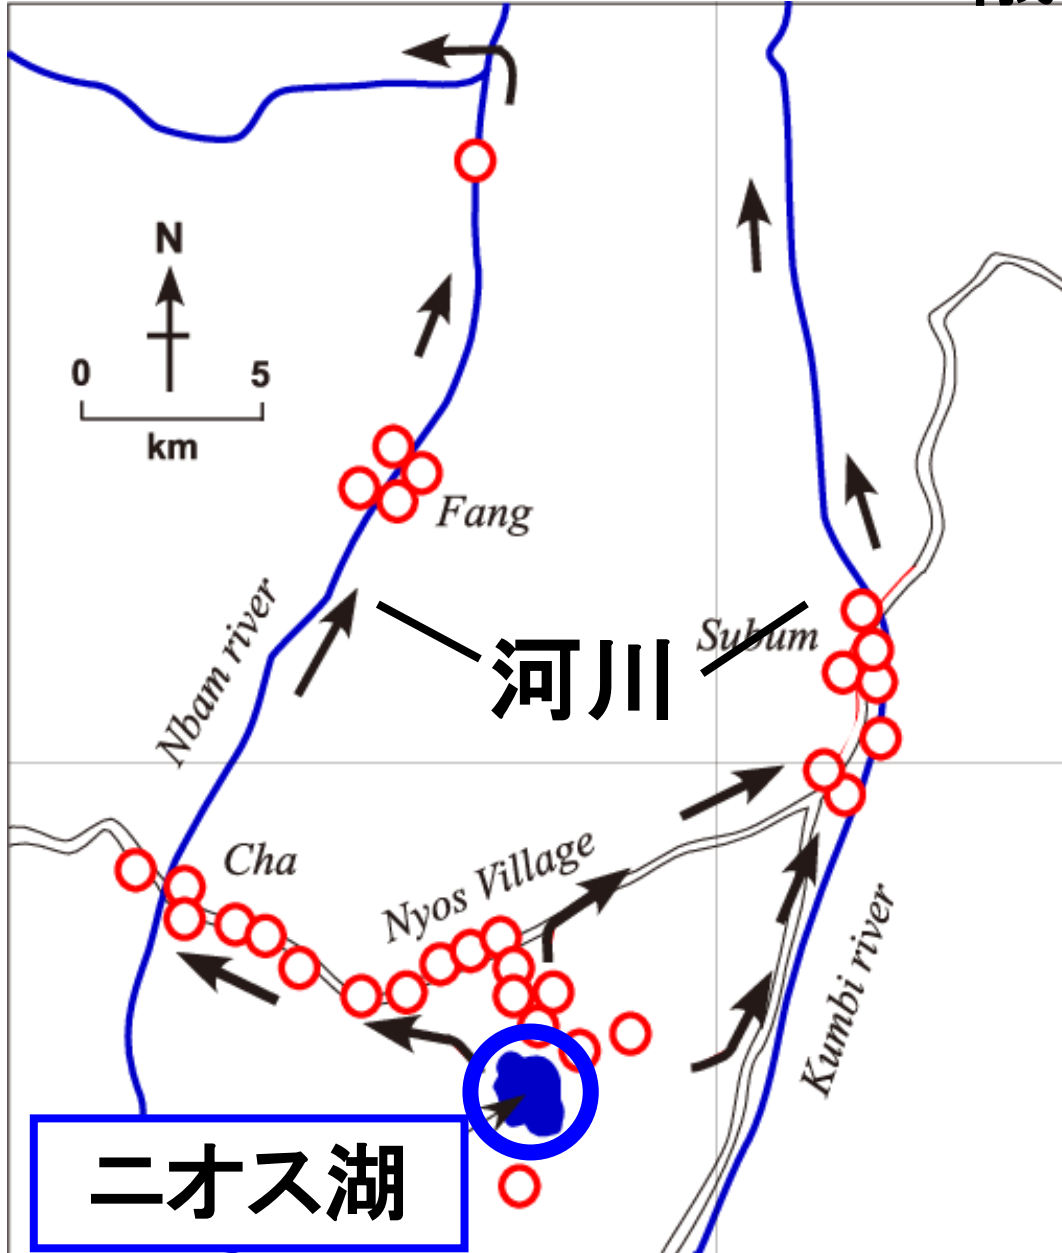 N
0 5
km
Fang
Nbam river
河川
Subum
Cha
Nyos Village
Kumbi river
ニオス湖